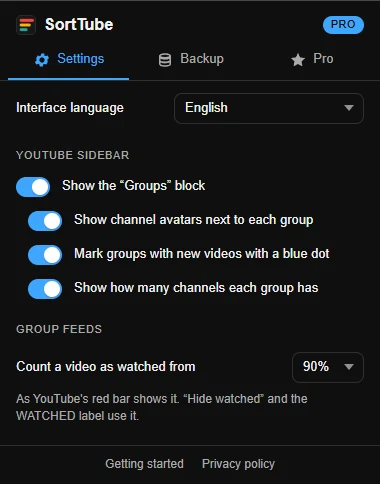 SortTube
PRO
Settings
Backup
Pro
Interface language
English
YOUTUBE SIDEBAR
Show the “Groups” block
Show channel avatars next to each group
Mark groups with new videos with a blue dot
Show how many channels each group has
GROUP FEEDS
Count a video as watched from
90%
As YouTube's red bar shows it. “Hide watched” and the
WATCHED label use it.
Getting started
Privacy policy